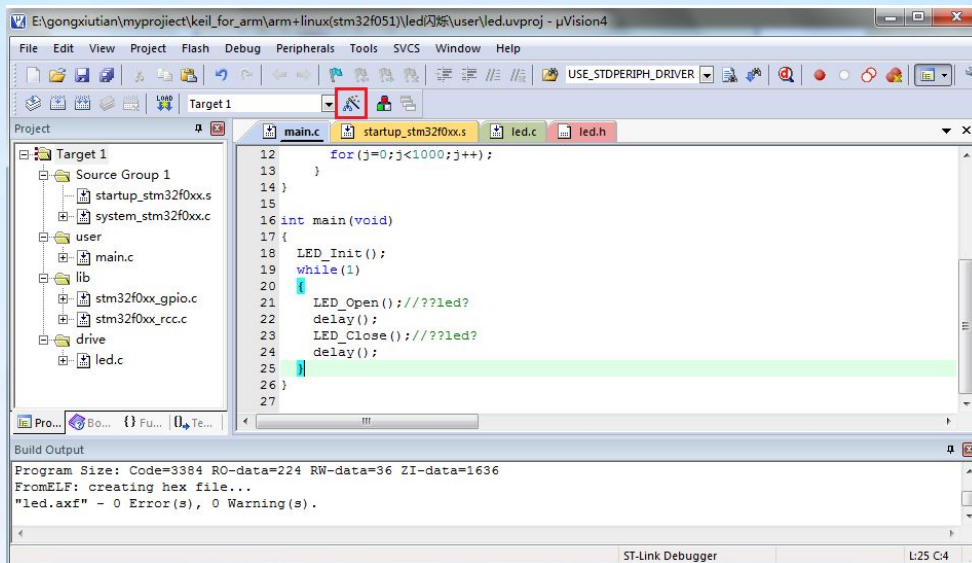 E:\gongxiutian\myprojiect\keil_for_arm\arm+linux(stm32f051)\led闪烁\user\led.uvproj - µVision4
File Edit View Project Flash Debug Peripherals Tools SVCS Window Help
USE_STDPERIPH_DRIVER
LOAD Target 1
Project
main.c startup_stm32f0xx.s led.c led.h
Target 1
Source Group 1
startup_stm32f0xx.s
system_stm32f0xx.c
user
main.c
lib
stm32f0xx_gpio.c
stm32f0xx_rcc.c
drive
led.c
12 for(j=0;j<1000;j++);
13 }
14 }
15
16 int main(void)
17 {
18 LED_Init();
19 while(1)
20 {
21 LED_Open();//??led?
22 delay();
23 LED_Close();//??led?
24 delay();
25 }
26 }
27
Pro... Bo... {} Fu... Te...
Build Output
Program Size: Code=3384 RO-data=224 RW-data=36 ZI-data=1636
FromELF: creating hex file...
"led.axf" - 0 Error(s), 0 Warning(s).
ST-Link Debugger L:25 C:4